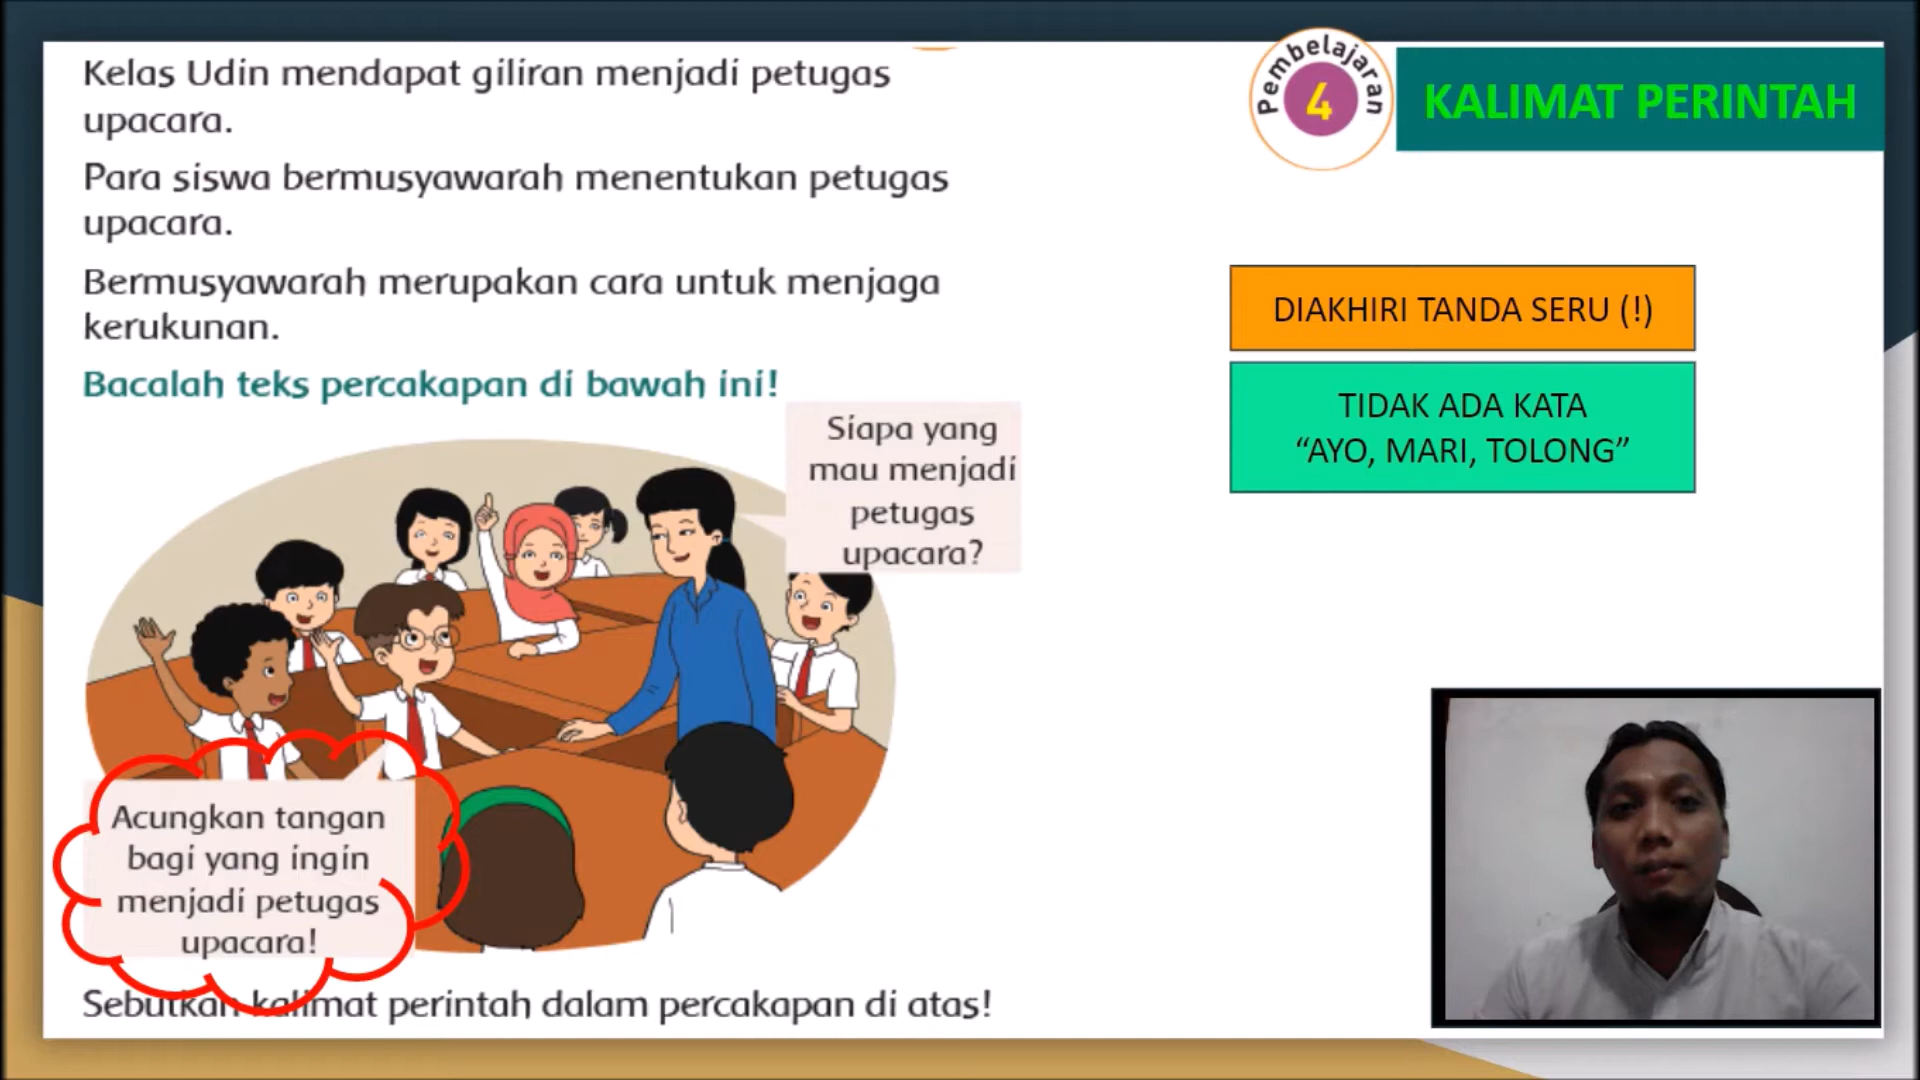 Kelas Udin mendapat giliran menjadi petugas
upacara.
Para siswa bermusyawarah menentukan petugas
upacara.
Bermusyawarah merupakan cara untuk menjaga
kerukunan.
Bacalah teks percakapan di bawah ini!
Siapa yang
mau menjadi
petugas
upacara?
Acungkan tangan
bagi yang ingin
menjadi petugas
upacara!
Sebutkan kalimat perintah dalam percakapan di atas!
Pembelajaran
4
KALIMAT PERINTAH
DIAKHIRI TANDA SERU (!)
TIDAK ADA KATA
“AYO, MARI, TOLONG”